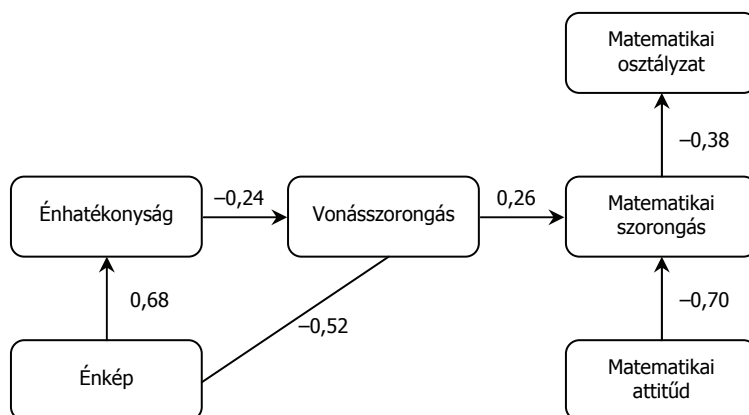 Matematikai
osztályzat
–0,38
Énhatékonyság
–0,24
Vonásszorongás
0,26
Matematikai
szorongás
0,68
–0,52
–0,70
Énkép
Matematikai
attitűd